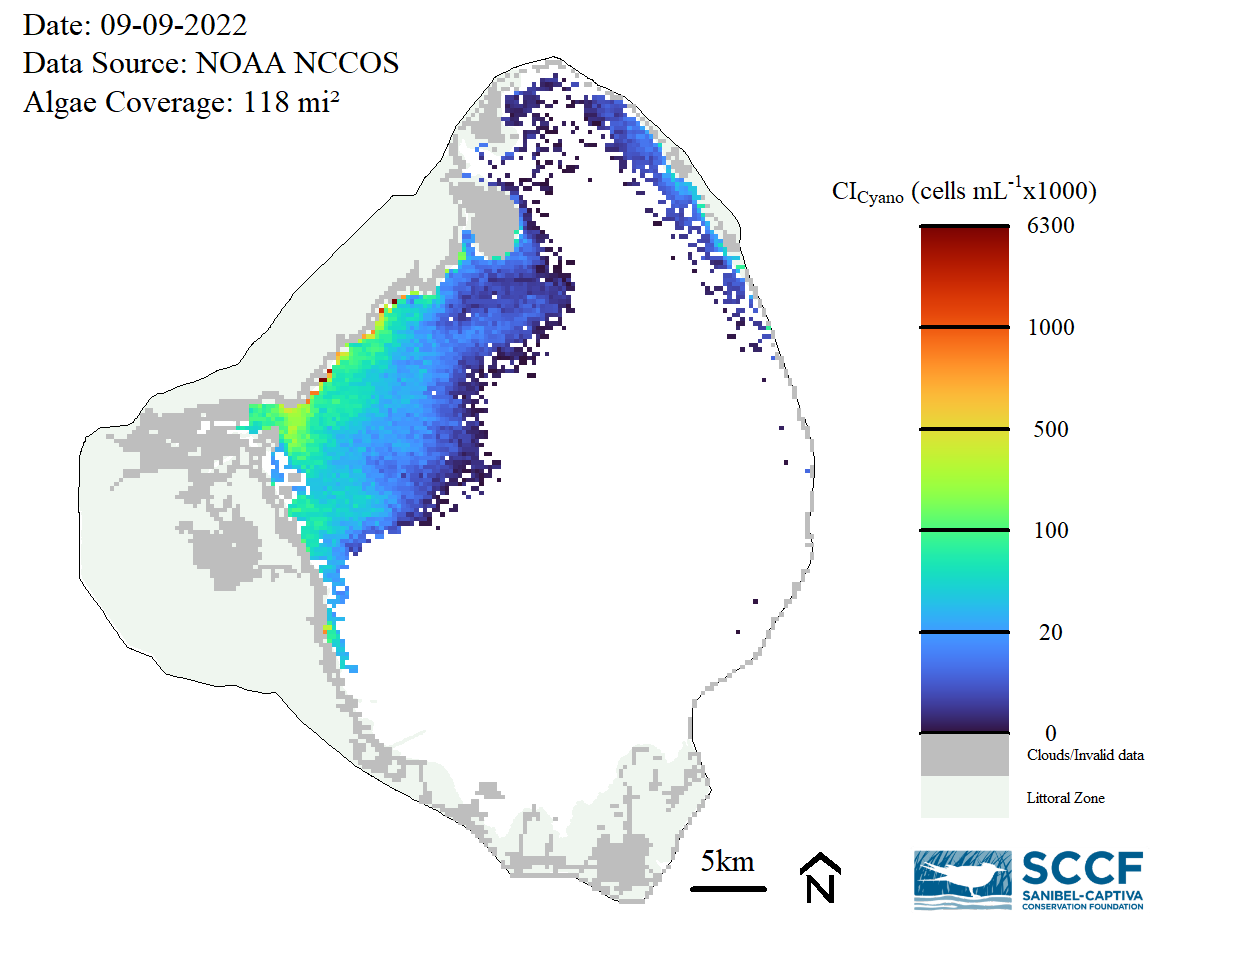 Date: 09-09-2022
Data Source: NOAA NCCOS
Algae Coverage: 118 mi²
CICyano (cells mL-1x1000)
6300
1000
500
100
20
0
Clouds/Invalid data
Littoral Zone
5km
N
SCCF
SANIBEL-CAPTIVA
CONSERVATION FOUNDATION